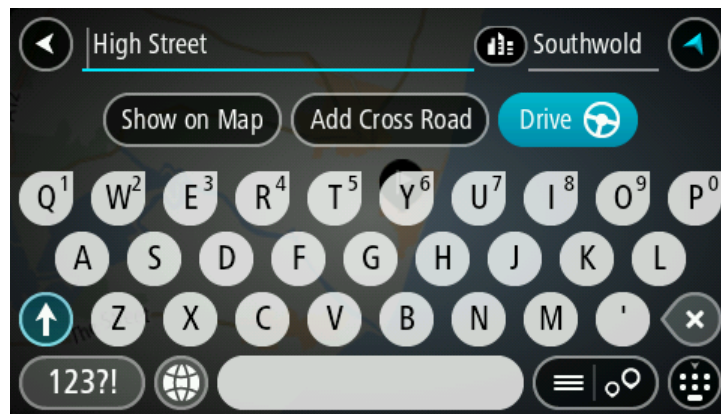 High Street Southwold
Show on Map Add Cross Road Drive
Q1 W2 E3 R4 T5 Y6 U7 I8 O9 P0
A S D F G H J K L
Z X C V B N M '
123?!